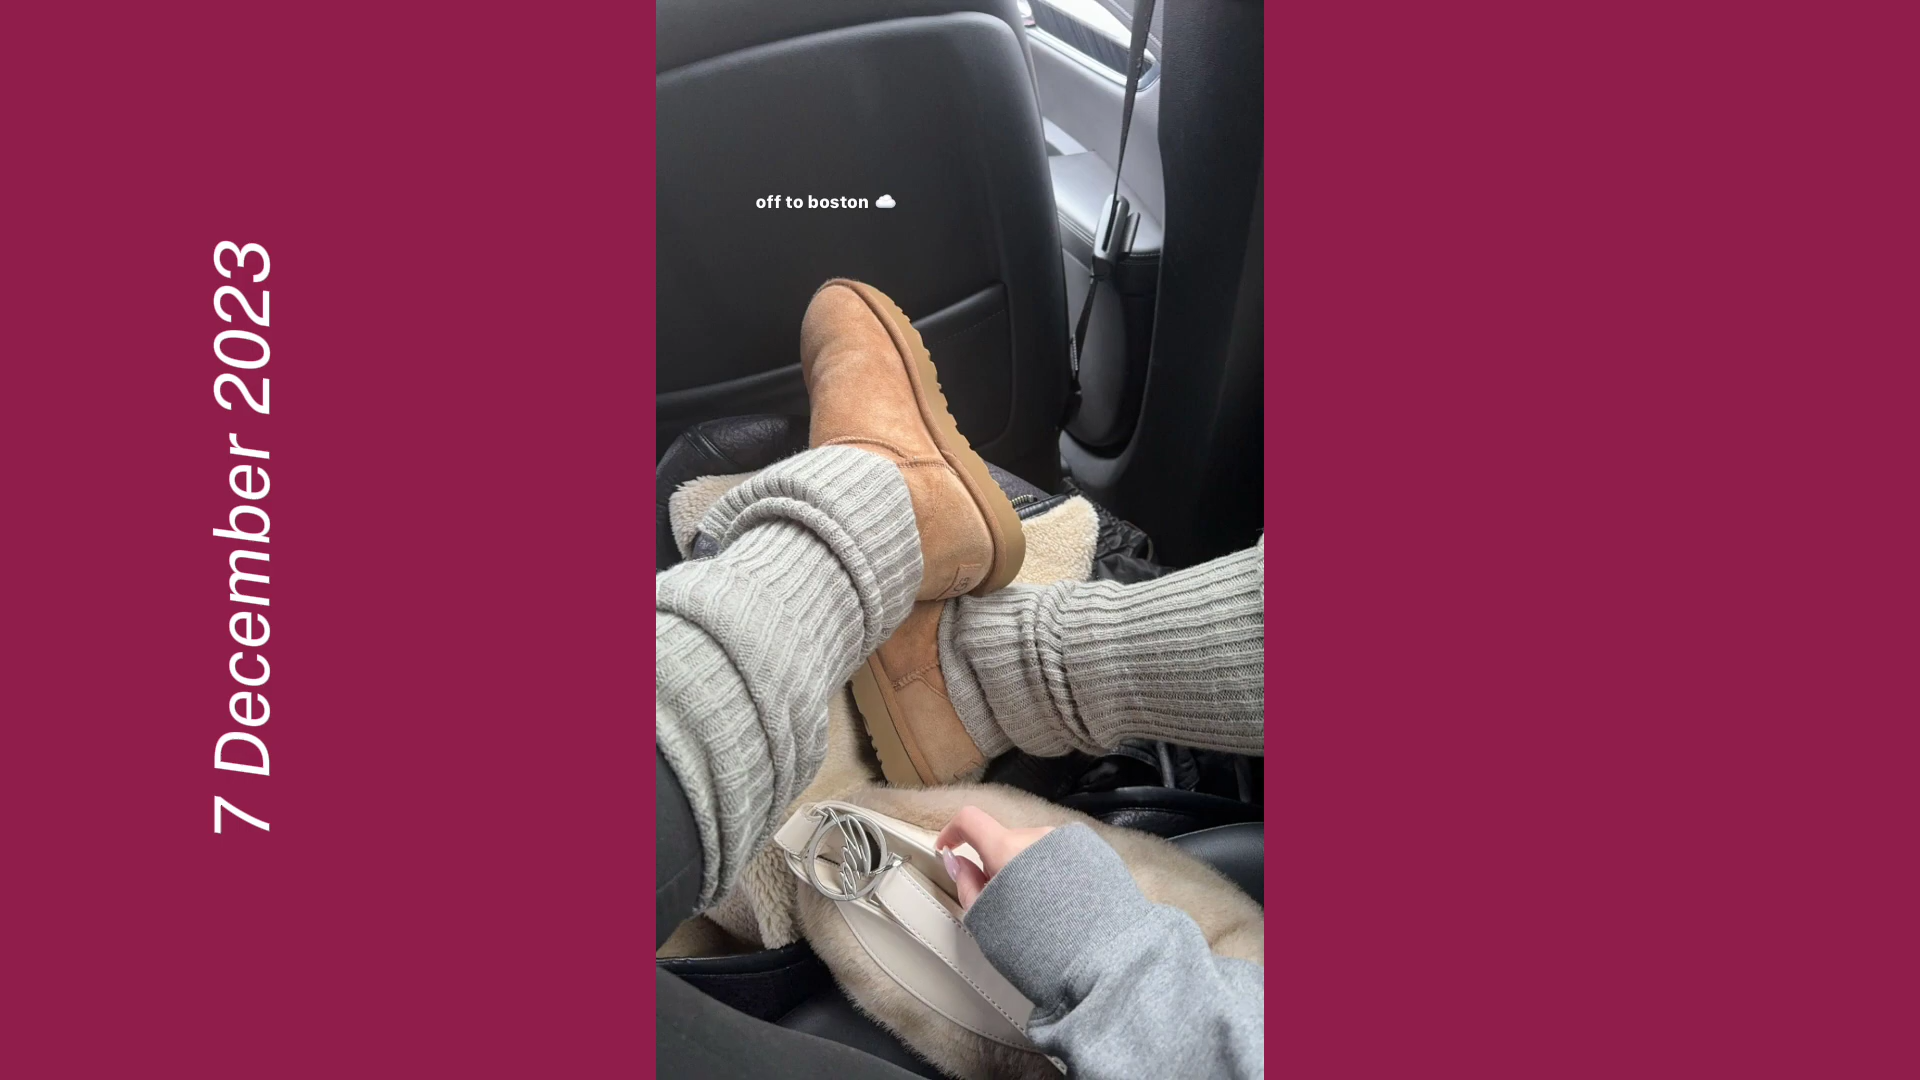 7 December 2023
off to boston ☁️